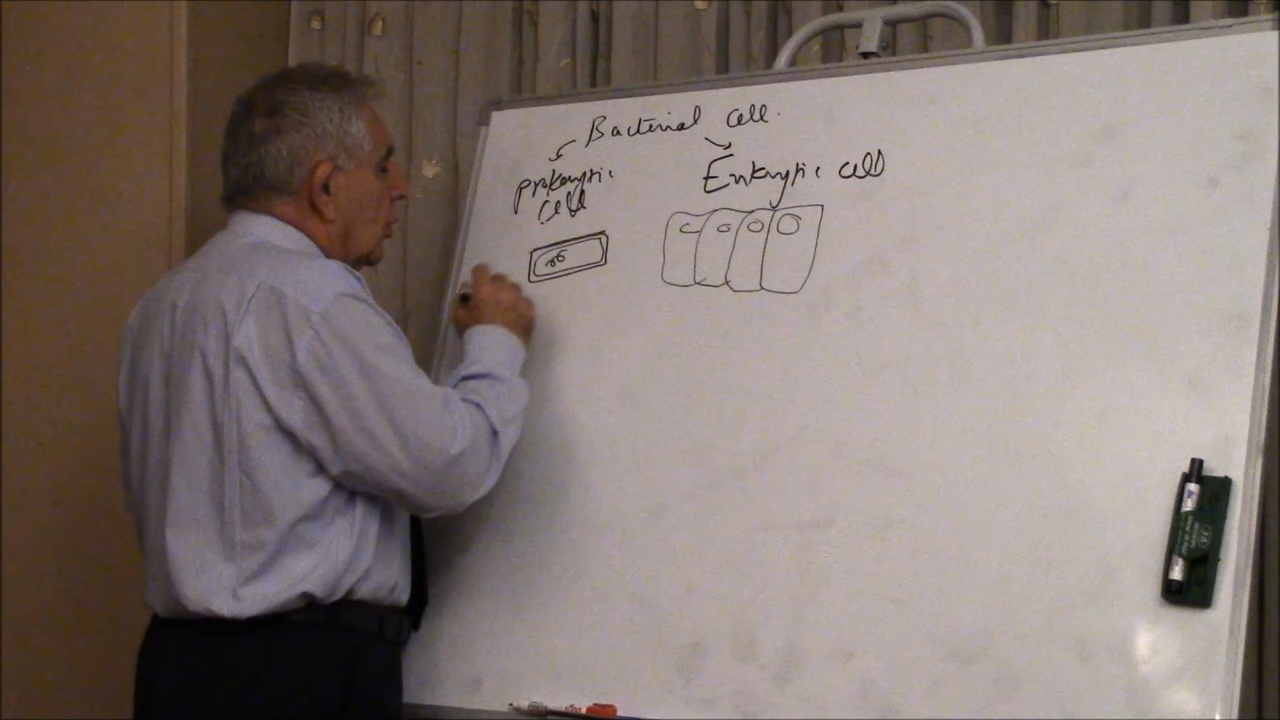 Bacterial cell.
Prokaryotic
cell
Eukaryotic cell